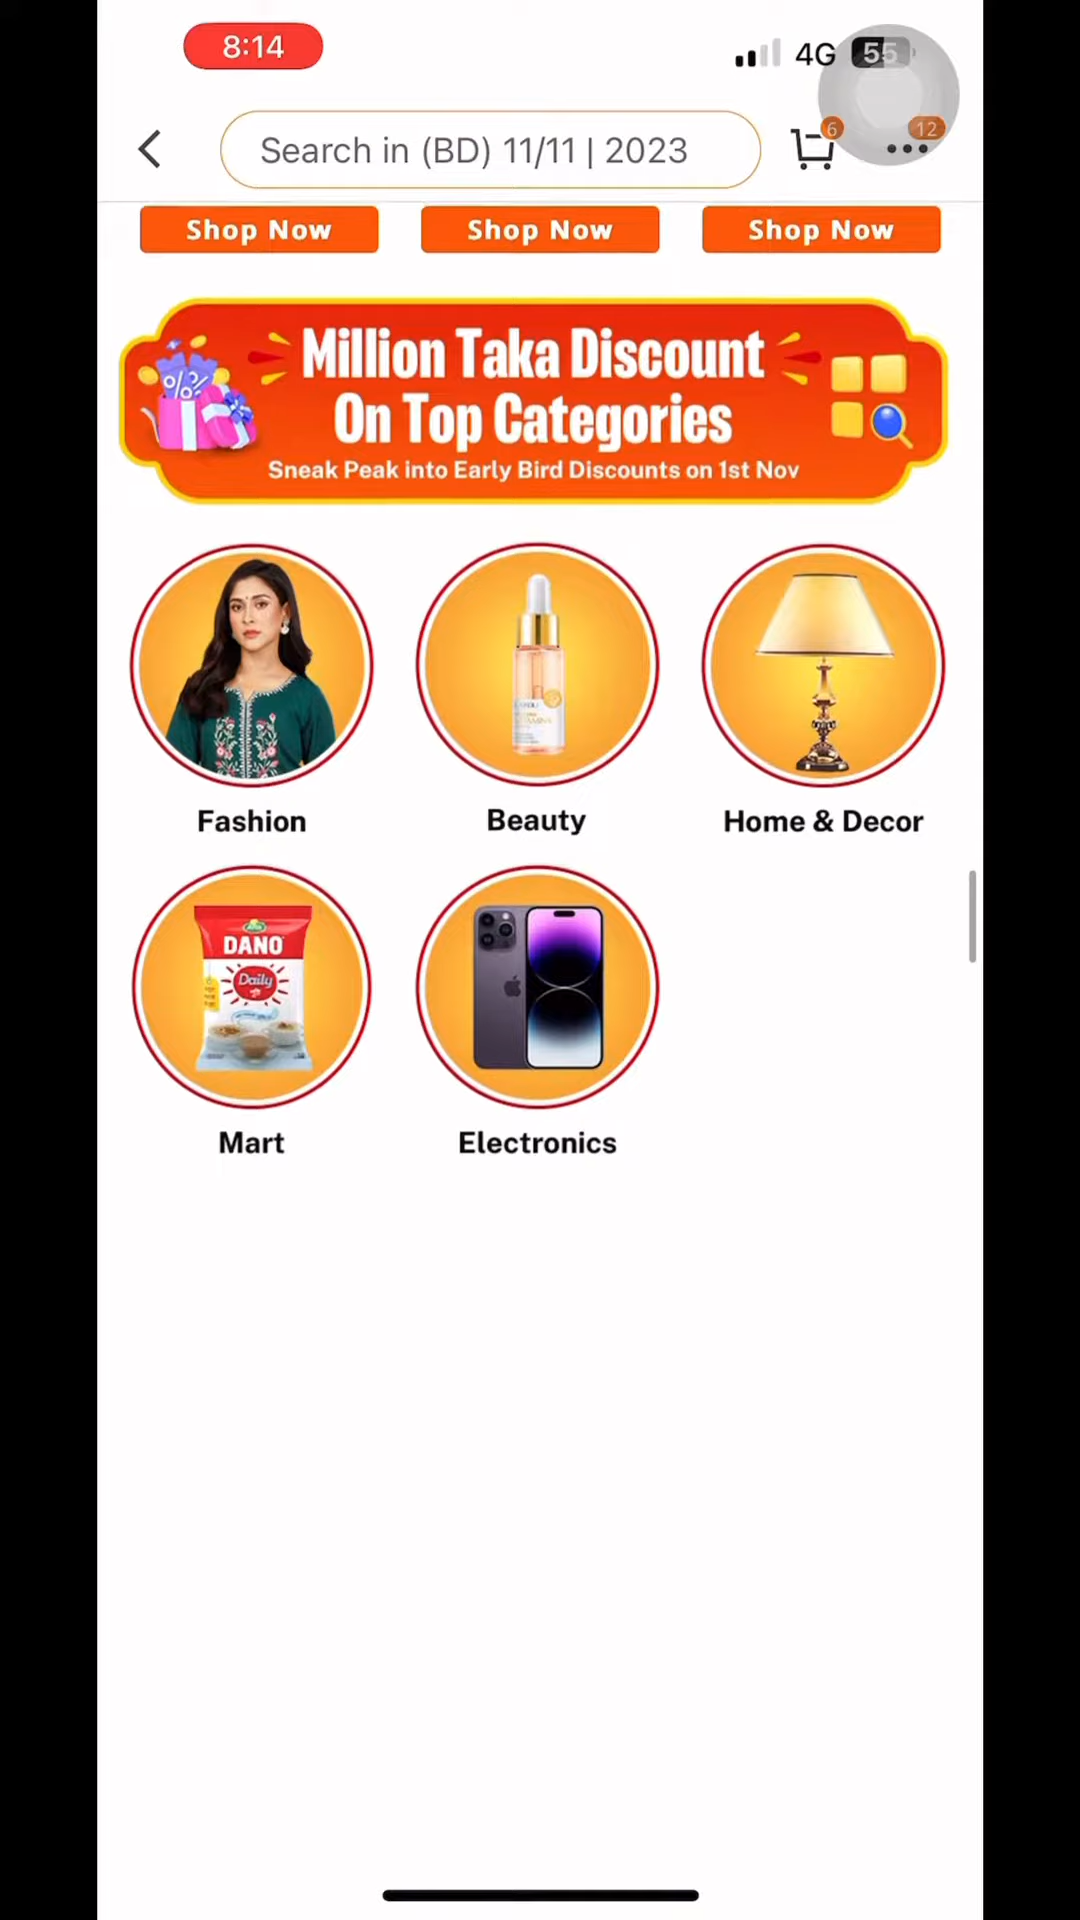 8:14
4G
55
Search in (BD) 11/11 | 2023
6
12
Shop Now
Shop Now
Shop Now
Million Taka Discount
On Top Categories
Sneak Peak into Early Bird Discounts on 1st Nov
Fashion
Beauty
Home & Decor
DANO
Daily
Mart
Electronics